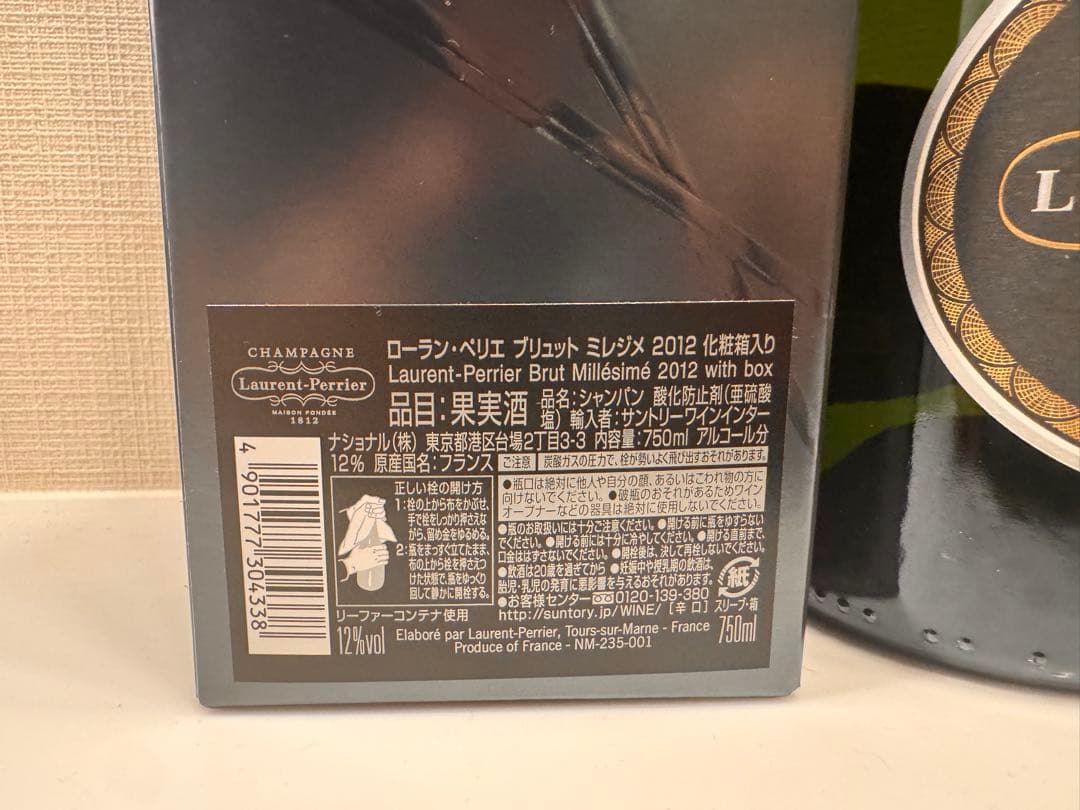 CHAMPAGNE
Laurent-Perrier
MAISON FONDÉE
1812
ローラン・ペリエ ブリュット ミレジメ 2012 化粧箱入り
Laurent-Perrier Brut Millésimé 2012 with box
品目:果実酒 品名:シャンパン 酸化防止剤(亜硫酸
塩) 輸入者:サントリーワインインター
ナショナル(株) 東京都港区台場2丁目3-3 内容量:750ml アルコール分
12% 原産国名:フランス ご注意 炭酸ガスの圧力で、栓が勢いよく飛び出すおそれがあります。
●瓶口は絶対に他人や自分の顔、あるいはこわれ物の方に
向けないでください。●破瓶のおそれがあるためワイン
オープナーなどの器具は絶対に使用しないでください。
正しい栓の開け方
1:栓の上から布をかぶせ、
手で栓をしっかり押さえな
がら、留め金をゆるめる。
2:瓶をまっすぐ立てたまま、
布の上から栓を押さえつ
けた状態で、瓶をゆっくり
回して静かに開栓する。
●瓶のお取扱いには十分ご注意ください。●開ける前に瓶をゆすらない
でください。●開ける前には十分に冷やしてください。●開ける直前まで、
口金ははずさないでください。●開栓後は、決して再栓しないでください。
●飲酒は20歳を過ぎてから ●妊娠中や授乳期の飲酒は、
胎児・乳児の発育に悪影響を与えるおそれがあります。
●お客様センター 0120-139-380
http://suntory.jp/WINE/ [辛口]
紙
スリーブ・箱
リーファーコンテナ使用
12%vol
Elaboré par Laurent-Perrier, Tours-sur-Marne - France
Produce of France - NM-235-001
750ml
4 901777 304338
L